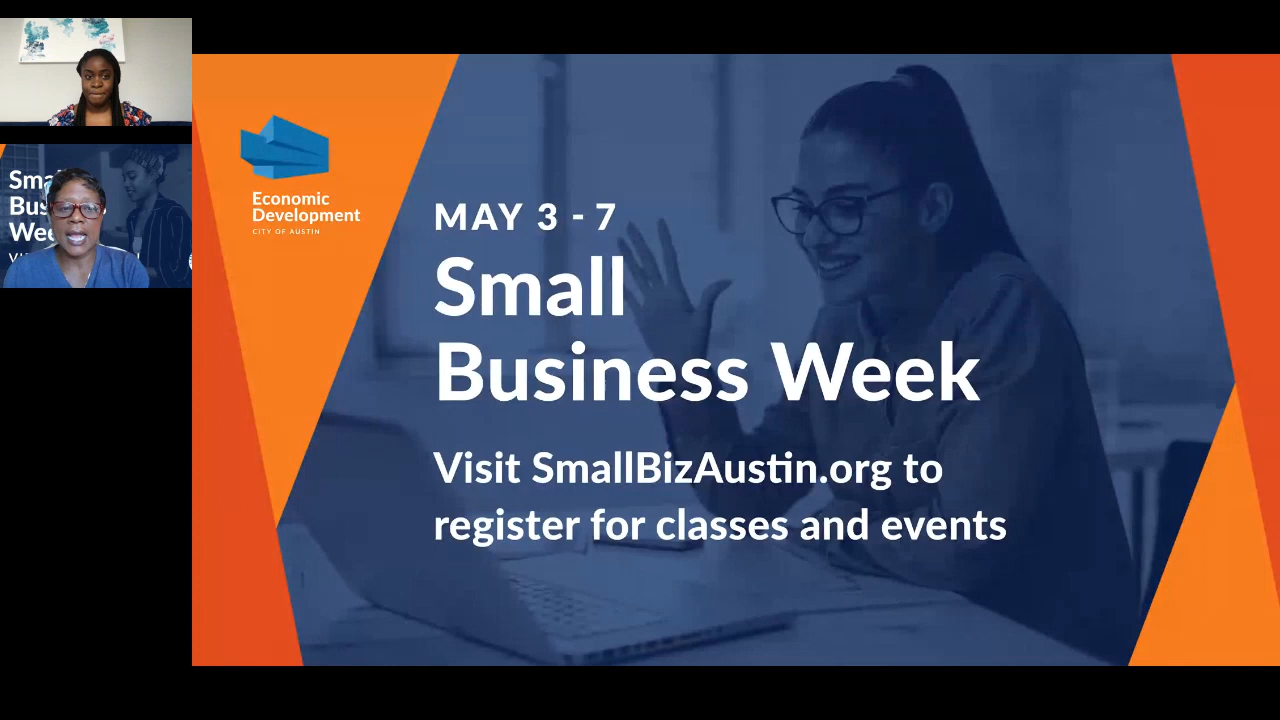 Economic
Development
CITY OF AUSTIN
MAY 3 - 7
Small
Business Week
Visit SmallBizAustin.org to
register for classes and events